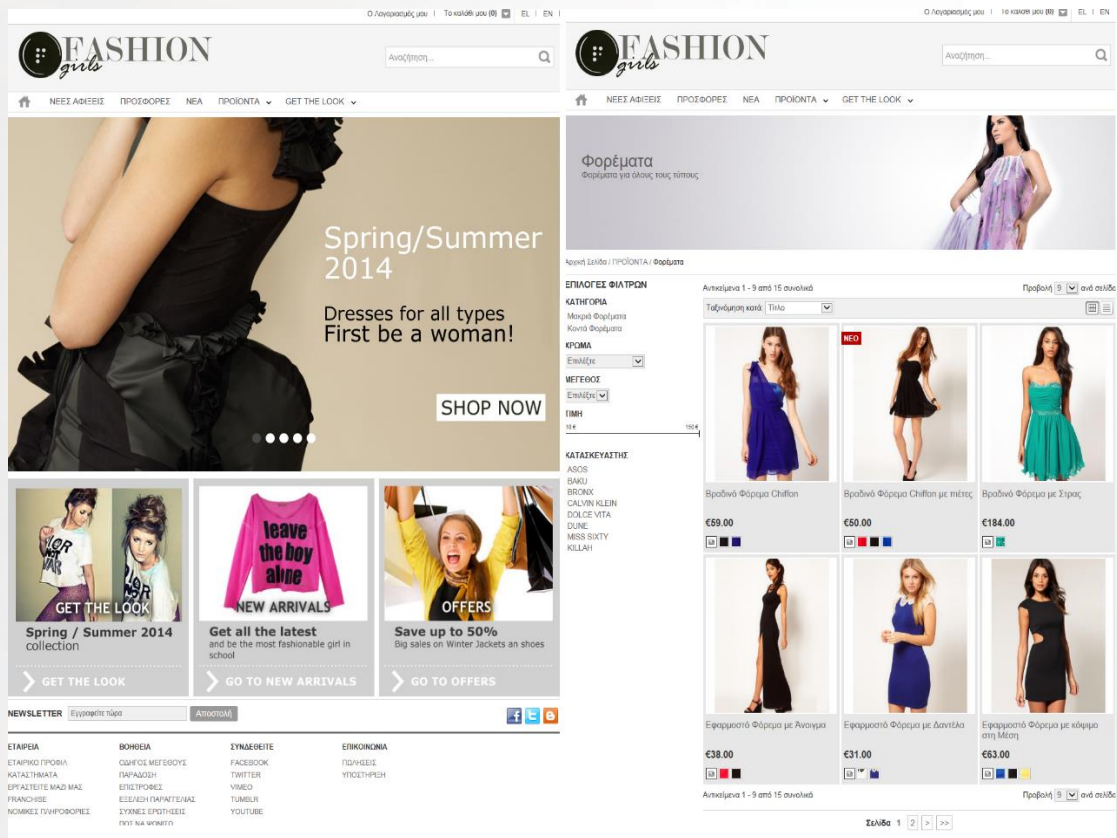 Ο Λογαριασμός μου | Το καλάθι μου (0) EL | EN
FASHION
girls
Αναζήτηση...
ΝΕΕΣ ΑΦΙΞΕΙΣ ΠΡΟΣΦΟΡΕΣ ΝΕΑ ΠΡΟΪΟΝΤΑ GET THE LOOK
Spring/Summer
2014
Dresses for all types
First be a woman!
SHOP NOW
GET THE LOOK
Spring / Summer 2014
collection
GET THE LOOK
leave
the boy
alone
NEW ARRIVALS
Get all the latest
and be the most fashionable girl in
school
GO TO NEW ARRIVALS
OFFERS
Save up to 50%
Big sales on Winter Jackets an shoes
GO TO OFFERS
NEWSLETTER Εγγραφείτε τώρα Αποστολή
ΕΤΑΙΡΕΙΑ
ΕΤΑΙΡΙΚΟ ΠΡΟΦΙΛ
ΚΑΤΑΣΤΗΜΑΤΑ
ΕΡΓΑΣΤΕΙΤΕ ΜΑΖΙ ΜΑΣ
FRANCHISE
ΝΟΜΙΚΕΣ ΠΛΗΡΟΦΟΡΙΕΣ
ΒΟΗΘΕΙΑ
ΟΔΗΓΟΣ ΜΕΓΕΘΟΥΣ
ΠΑΡΑΔΟΣΗ
ΕΠΙΣΤΡΟΦΕΣ
ΕΞΕΛΙΞΗ ΠΑΡΑΓΓΕΛΙΑΣ
ΣΥΧΝΕΣ ΕΡΩΤΗΣΕΙΣ
ΣΥΝΔΕΘΕΙΤΕ
FACEBOOK
TWITTER
VIMEO
TUMBLR
YOUTUBE
ΕΠΙΚΟΙΝΩΝΙΑ
ΠΩΛΗΣΕΙΣ
ΥΠΟΣΤΗΡΙΞΗ
Ο Λογαριασμός μου | Το καλάθι μου (0) EL | EN
FASHION
girls
Αναζήτηση...
ΝΕΕΣ ΑΦΙΞΕΙΣ ΠΡΟΣΦΟΡΕΣ ΝΕΑ ΠΡΟΪΟΝΤΑ GET THE LOOK
Φορέματα
Φορέματα για όλους τους τύπους
Αρχική Σελίδα / ΠΡΟΪΟΝΤΑ / Φορέματα
ΕΠΙΛΟΓΕΣ ΦΙΛΤΡΩΝ
ΚΑΤΗΓΟΡΙΑ
Μακριά Φορέματα
Κοντά Φορέματα
ΧΡΩΜΑ
Επιλέξτε
ΜΕΓΕΘΟΣ
Επιλέξτε
ΤΙΜΗ
10 € 150 €
ΚΑΤΑΣΚΕΥΑΣΤΗΣ
ASOS
BAKU
BRONX
CALVIN KLEIN
DOLCE VITA
DUNE
MISS SIXTY
KILLAH
Αντικείμενα 1 - 9 από 15 συνολικά Προβολή 9 ανά σελίδα
Ταξινόμηση κατά Τίτλο
Βραδινό Φόρεμα Chiffon
€59.00
ΝΕΟ
Βραδινό Φόρεμα Chiffon με πιέτες
€50.00
Βραδινό Φόρεμα με Στρας
€184.00
Εφαρμοστό Φόρεμα με Άνοιγμα
€38.00
Εφαρμοστό Φόρεμα με Δαντέλα
€31.00
Εφαρμοστό Φόρεμα με κόψιμο
στη Μέση
€63.00
Αντικείμενα 1 - 9 από 15 συνολικά Προβολή 9 ανά σελίδα
Σελίδα 1 2 > >>